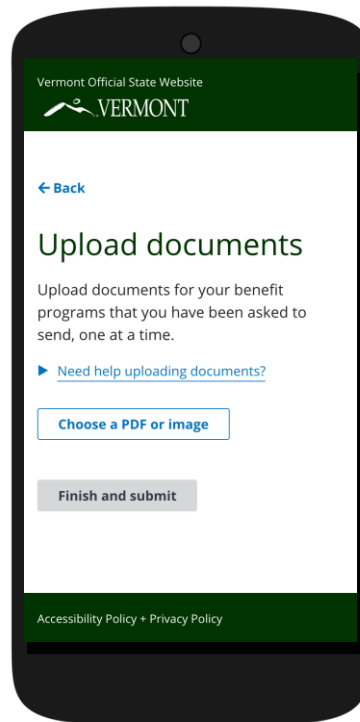 Vermont Official State Website
VERMONT
← Back
Upload documents
Upload documents for your benefit
programs that you have been asked to
send, one at a time.
Need help uploading documents?
Choose a PDF or image
Finish and submit
Accessibility Policy + Privacy Policy